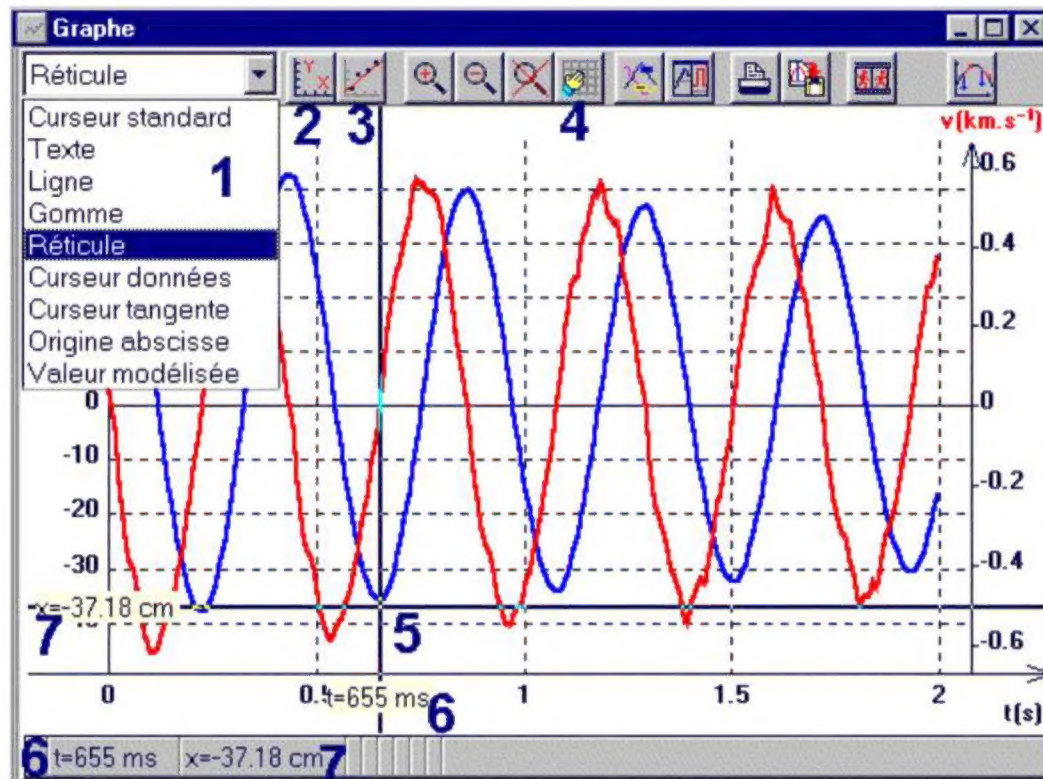 Graphe
Réticule
Curseur standard
Texte
Ligne
Gomme
Réticule
Curseur données
Curseur tangente
Origine abscisse
Valeur modélisée
1
2
3
4
v(km.s⁻¹)
0.6
0.4
0.2
0
-0.2
-0.4
-0.6
0
-10
-20
-30
x=-37.18 cm
7
5
0
1
1.5
2
t=655 ms
6
t(s)
6 t=655 ms x=-37.18 cm 7